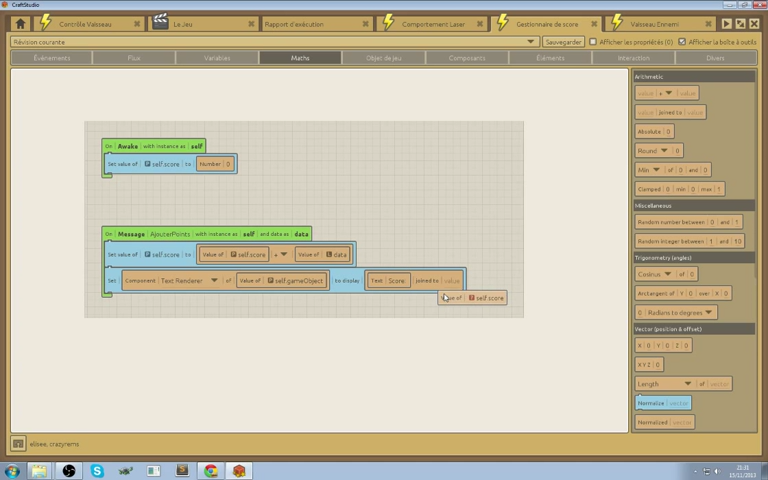 CraftStudio
Contrôle Vaisseau
Le Jeu
Rapport d'exécution
Comportement Laser
Gestionnaire de score
Vaisseau Ennemi
Révision courante
Sauvegarder
Afficher les propriétés (0)
Afficher la boîte à outils
Événements
Flux
Variables
Maths
Objet de jeu
Composants
Éléments
Interaction
Divers
On Awake with instance as self
Set value of self.score to Number 0
On Message AjouterPoints with instance as self and data as data
Set value of self.score to Value of self.score + Value of data
Set Component Text Renderer of Value of self.gameObject to display Text Score joined to value
Value of self.score
Arithmetic
value + value
value joined to value
Absolute 0
Round 0
Min of 0 and 0
Clamped 0 min 0 max 1
Miscellaneous
Random number between 0 and 1
Random integer between 1 and 10
Trigonometry (angles)
Cosinus of 0
Arctangent of Y 0 over X 0
0 Radians to degrees
Vector (position & offset)
X 0 Y 0 Z 0
X Y Z 0
Length of vector
Normalize vector
Normalized vector
elisee, crazyrems
21:31
15/11/2013